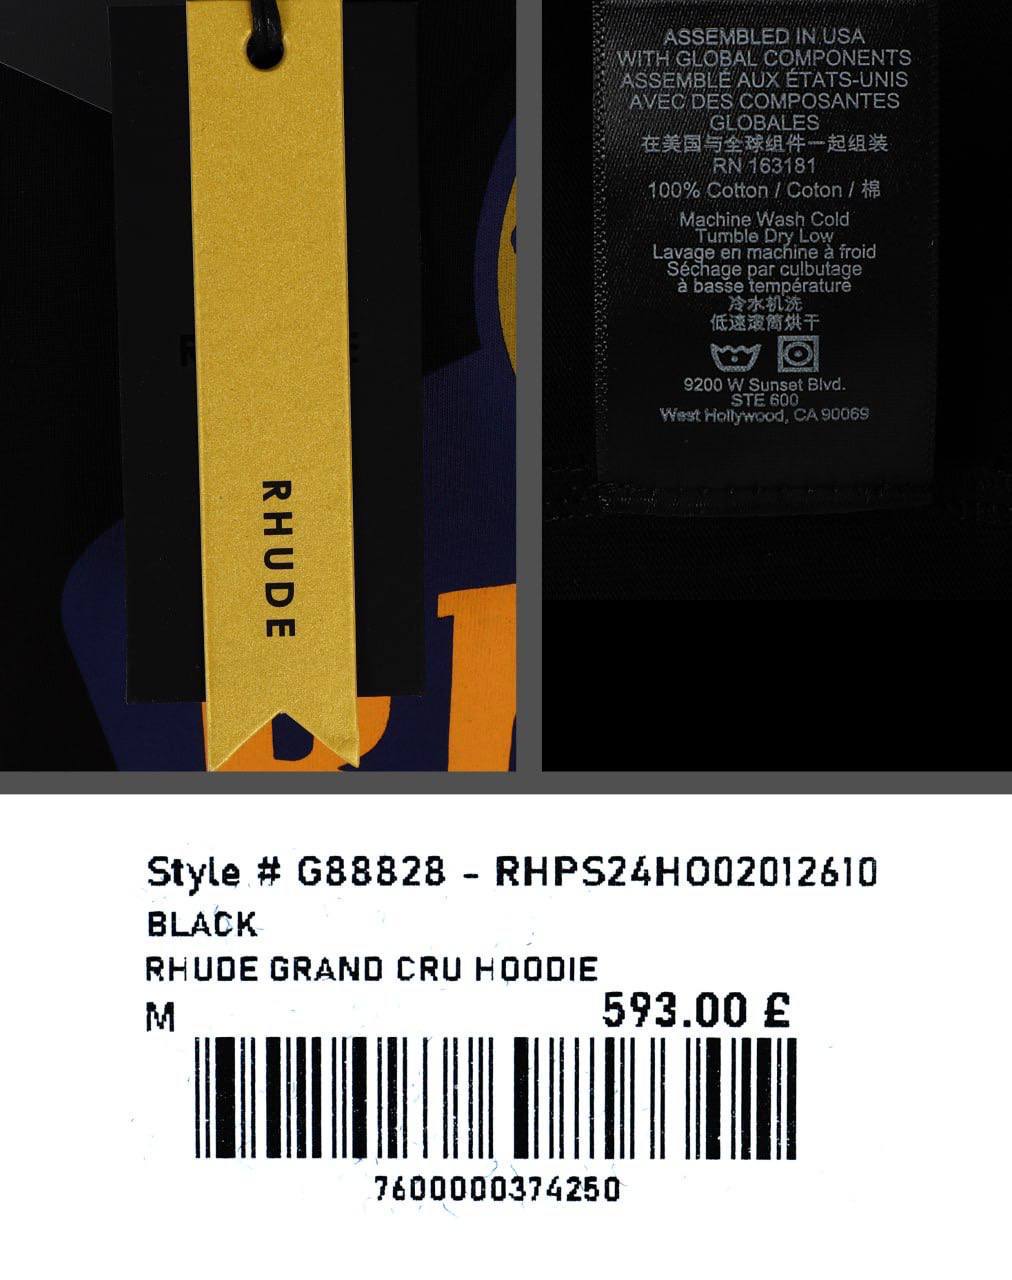 RHUDE
ASSEMBLED IN USA
WITH GLOBAL COMPONENTS
ASSEMBLÉ AUX ÉTATS-UNIS
AVEC DES COMPOSANTES
GLOBALES
在美国与全球组件一起组装
RN 163181
100% Cotton / Coton / 棉
Machine Wash Cold
Tumble Dry Low
Lavage en machine à froid
Séchage par culbutage
à basse température
冷水机洗
低速滚筒烘干
9200 W Sunset Blvd.
STE 600
West Hollywood, CA 90069
Style # G88828 - RHPS24HO02012610
BLACK
RHUDE GRAND CRU HOODIE
M 593.00 £
7600000374250